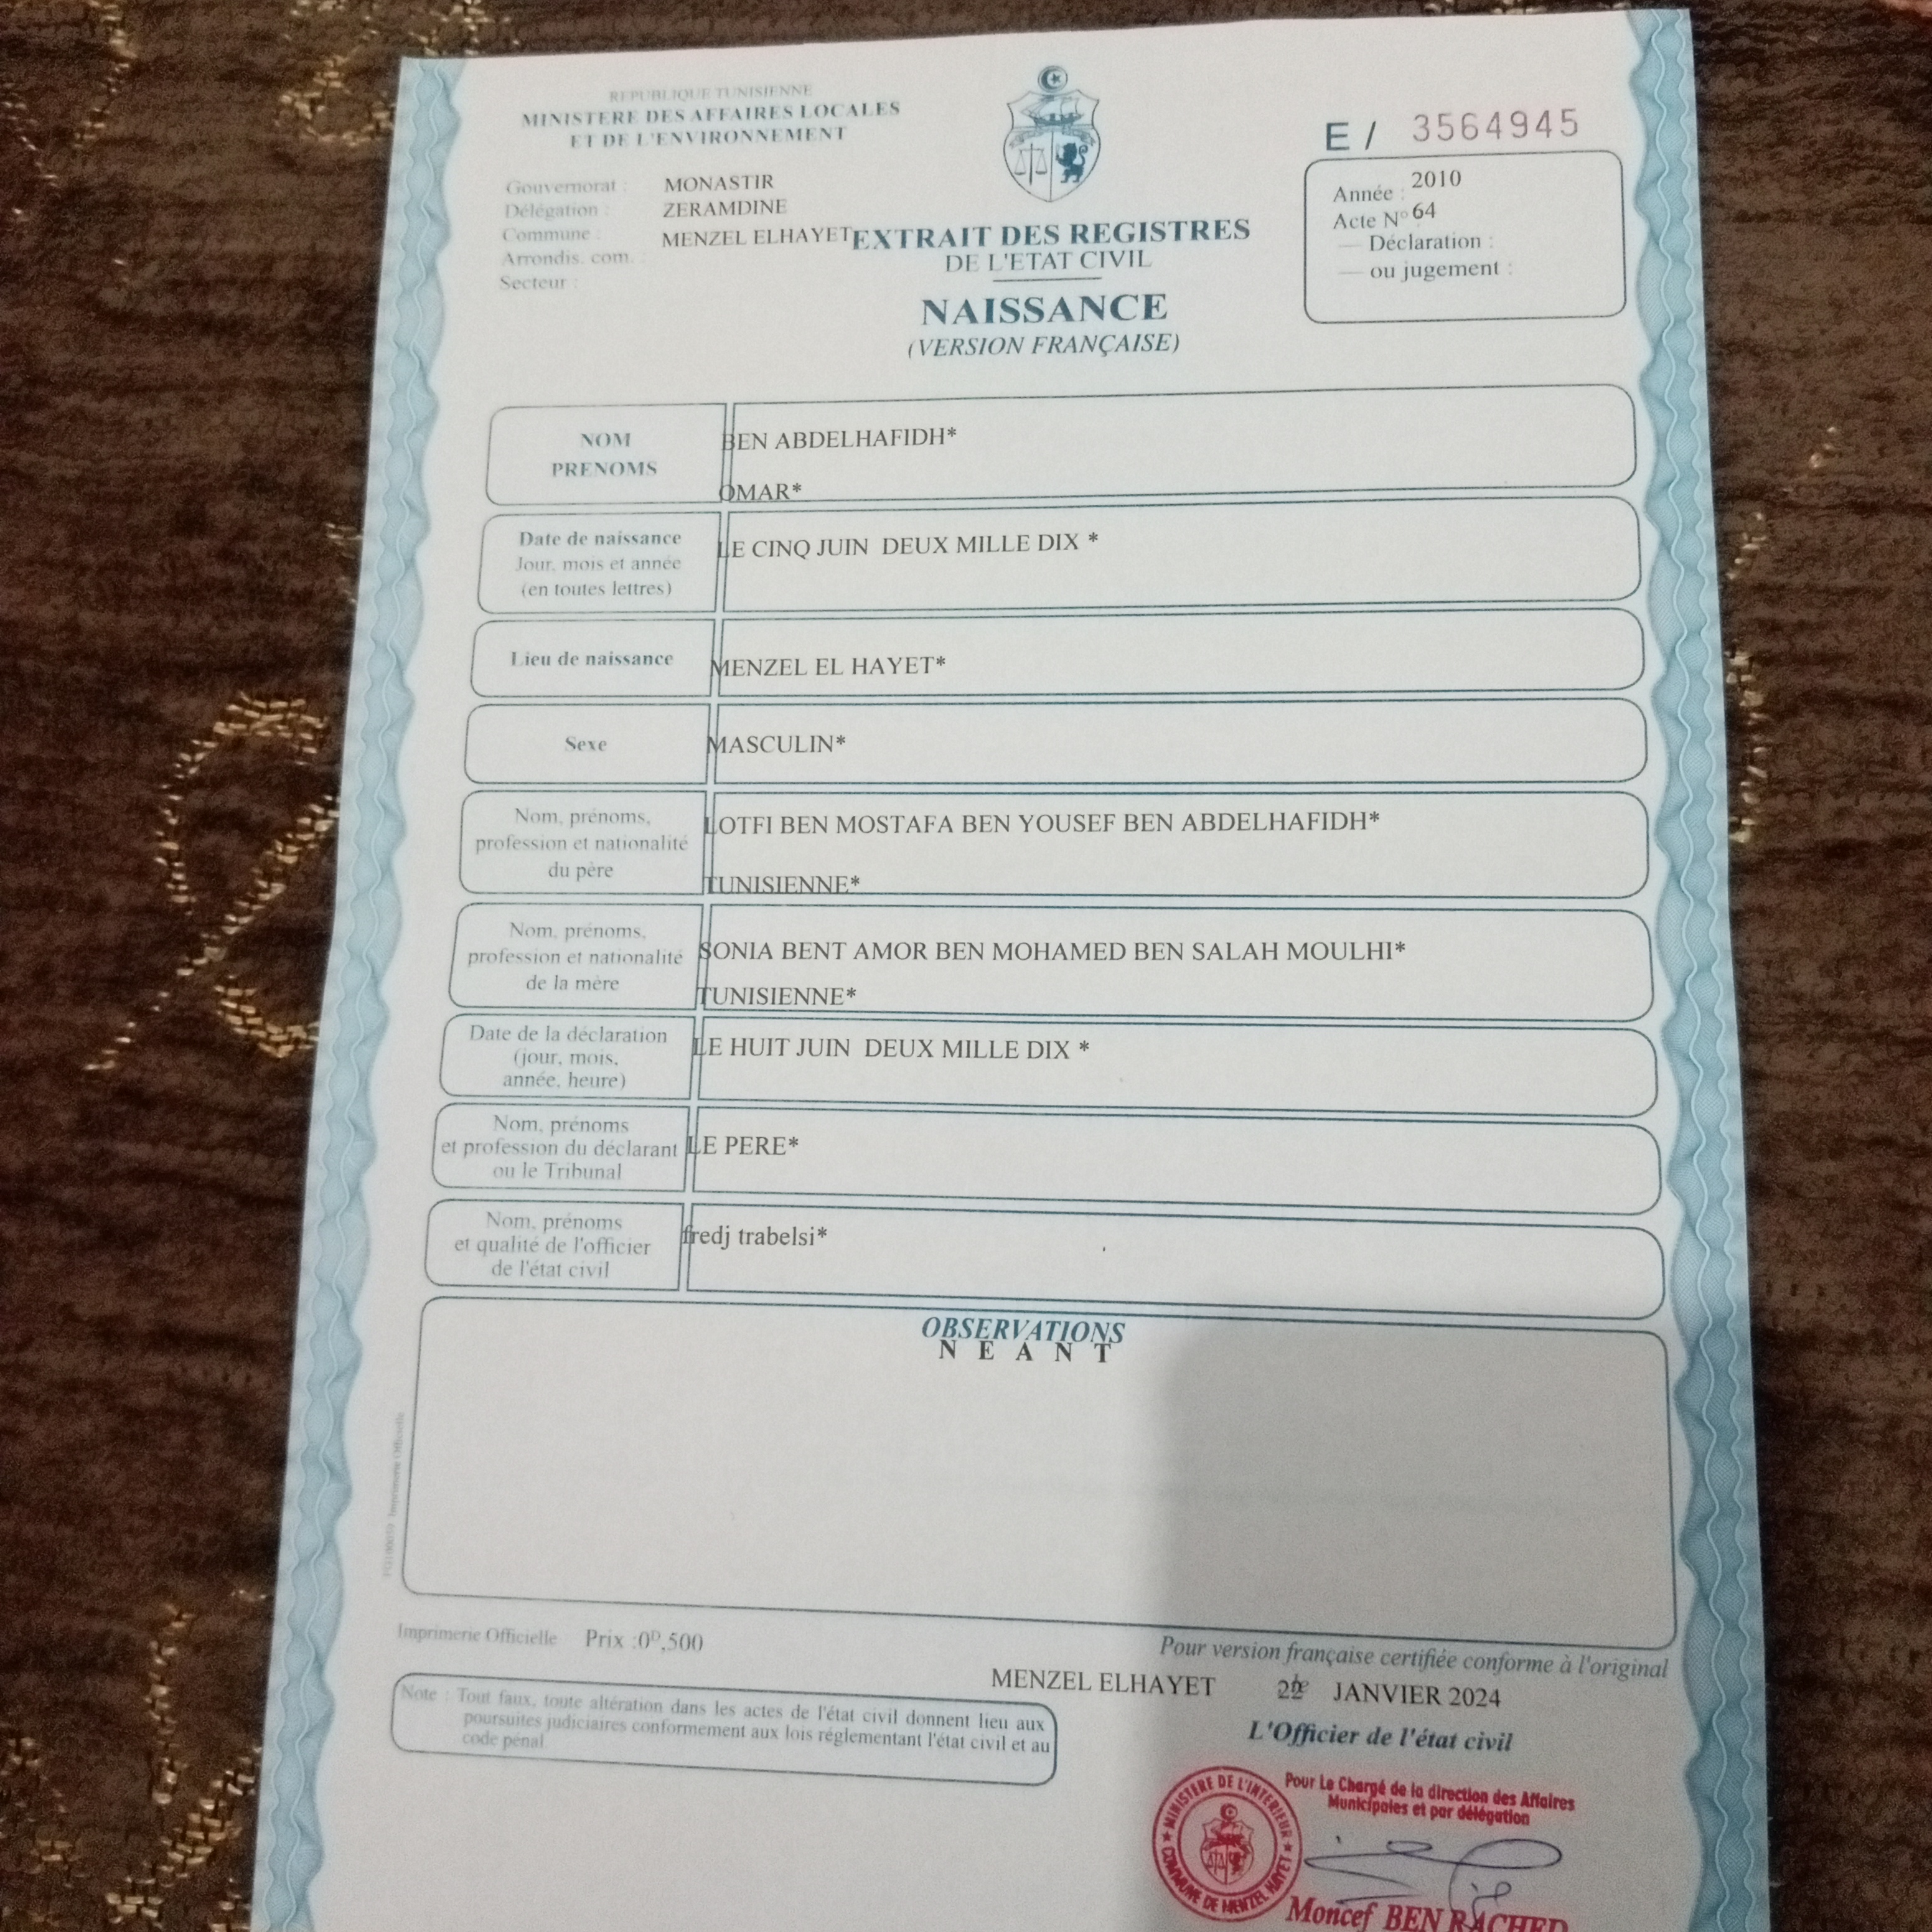 REPUBLIQUE TUNISIENNE
MINISTERE DES AFFAIRES LOCALES
ET DE L'ENVIRONNEMENT
Gouvernorat : MONASTIR
Délégation : ZERAMDINE
Commune : MENZEL ELHAYET
Arrondis. com. :
Secteur :
E / 3564945
Année : 2010
Acte N° 64
— Déclaration :
— ou jugement :
EXTRAIT DES REGISTRES
DE L'ETAT CIVIL
NAISSANCE
(VERSION FRANÇAISE)
NOM BEN ABDELHAFIDH*
PRENOMS OMAR*
Date de naissance
Jour, mois et année
(en toutes lettres)
LE CINQ JUIN DEUX MILLE DIX *
Lieu de naissance MENZEL EL HAYET*
Sexe MASCULIN*
Nom, prénoms,
profession et nationalité
du père
LOTFI BEN MOSTAFA BEN YOUSEF BEN ABDELHAFIDH*
TUNISIENNE*
Nom, prénoms,
profession et nationalité
de la mère
SONIA BENT AMOR BEN MOHAMED BEN SALAH MOULHI*
TUNISIENNE*
Date de la déclaration
(jour, mois,
année, heure)
LE HUIT JUIN DEUX MILLE DIX *
Nom, prénoms
et profession du déclarant
ou le Tribunal
LE PERE*
Nom, prénoms
et qualité de l'officier
de l'état civil
fredj trabelsi*
OBSERVATIONS
N E A N T
Imprimerie Officielle Prix :0ᴰ,500
Pour version française certifiée conforme à l'original
MENZEL ELHAYET JANVIER 2024
L'Officier de l'état civil
Note : Tout faux, toute altération dans les actes de l'état civil donnent lieu aux
poursuites judiciaires conformement aux lois réglementant l'état civil et au
code pénal
MINISTERE DE L'INTERIEUR
COMMUNE DE MENZEL HAYET
Pour Le Chargé de la direction des Affaires
Municipales et par délégation
Moncef BEN RACHED